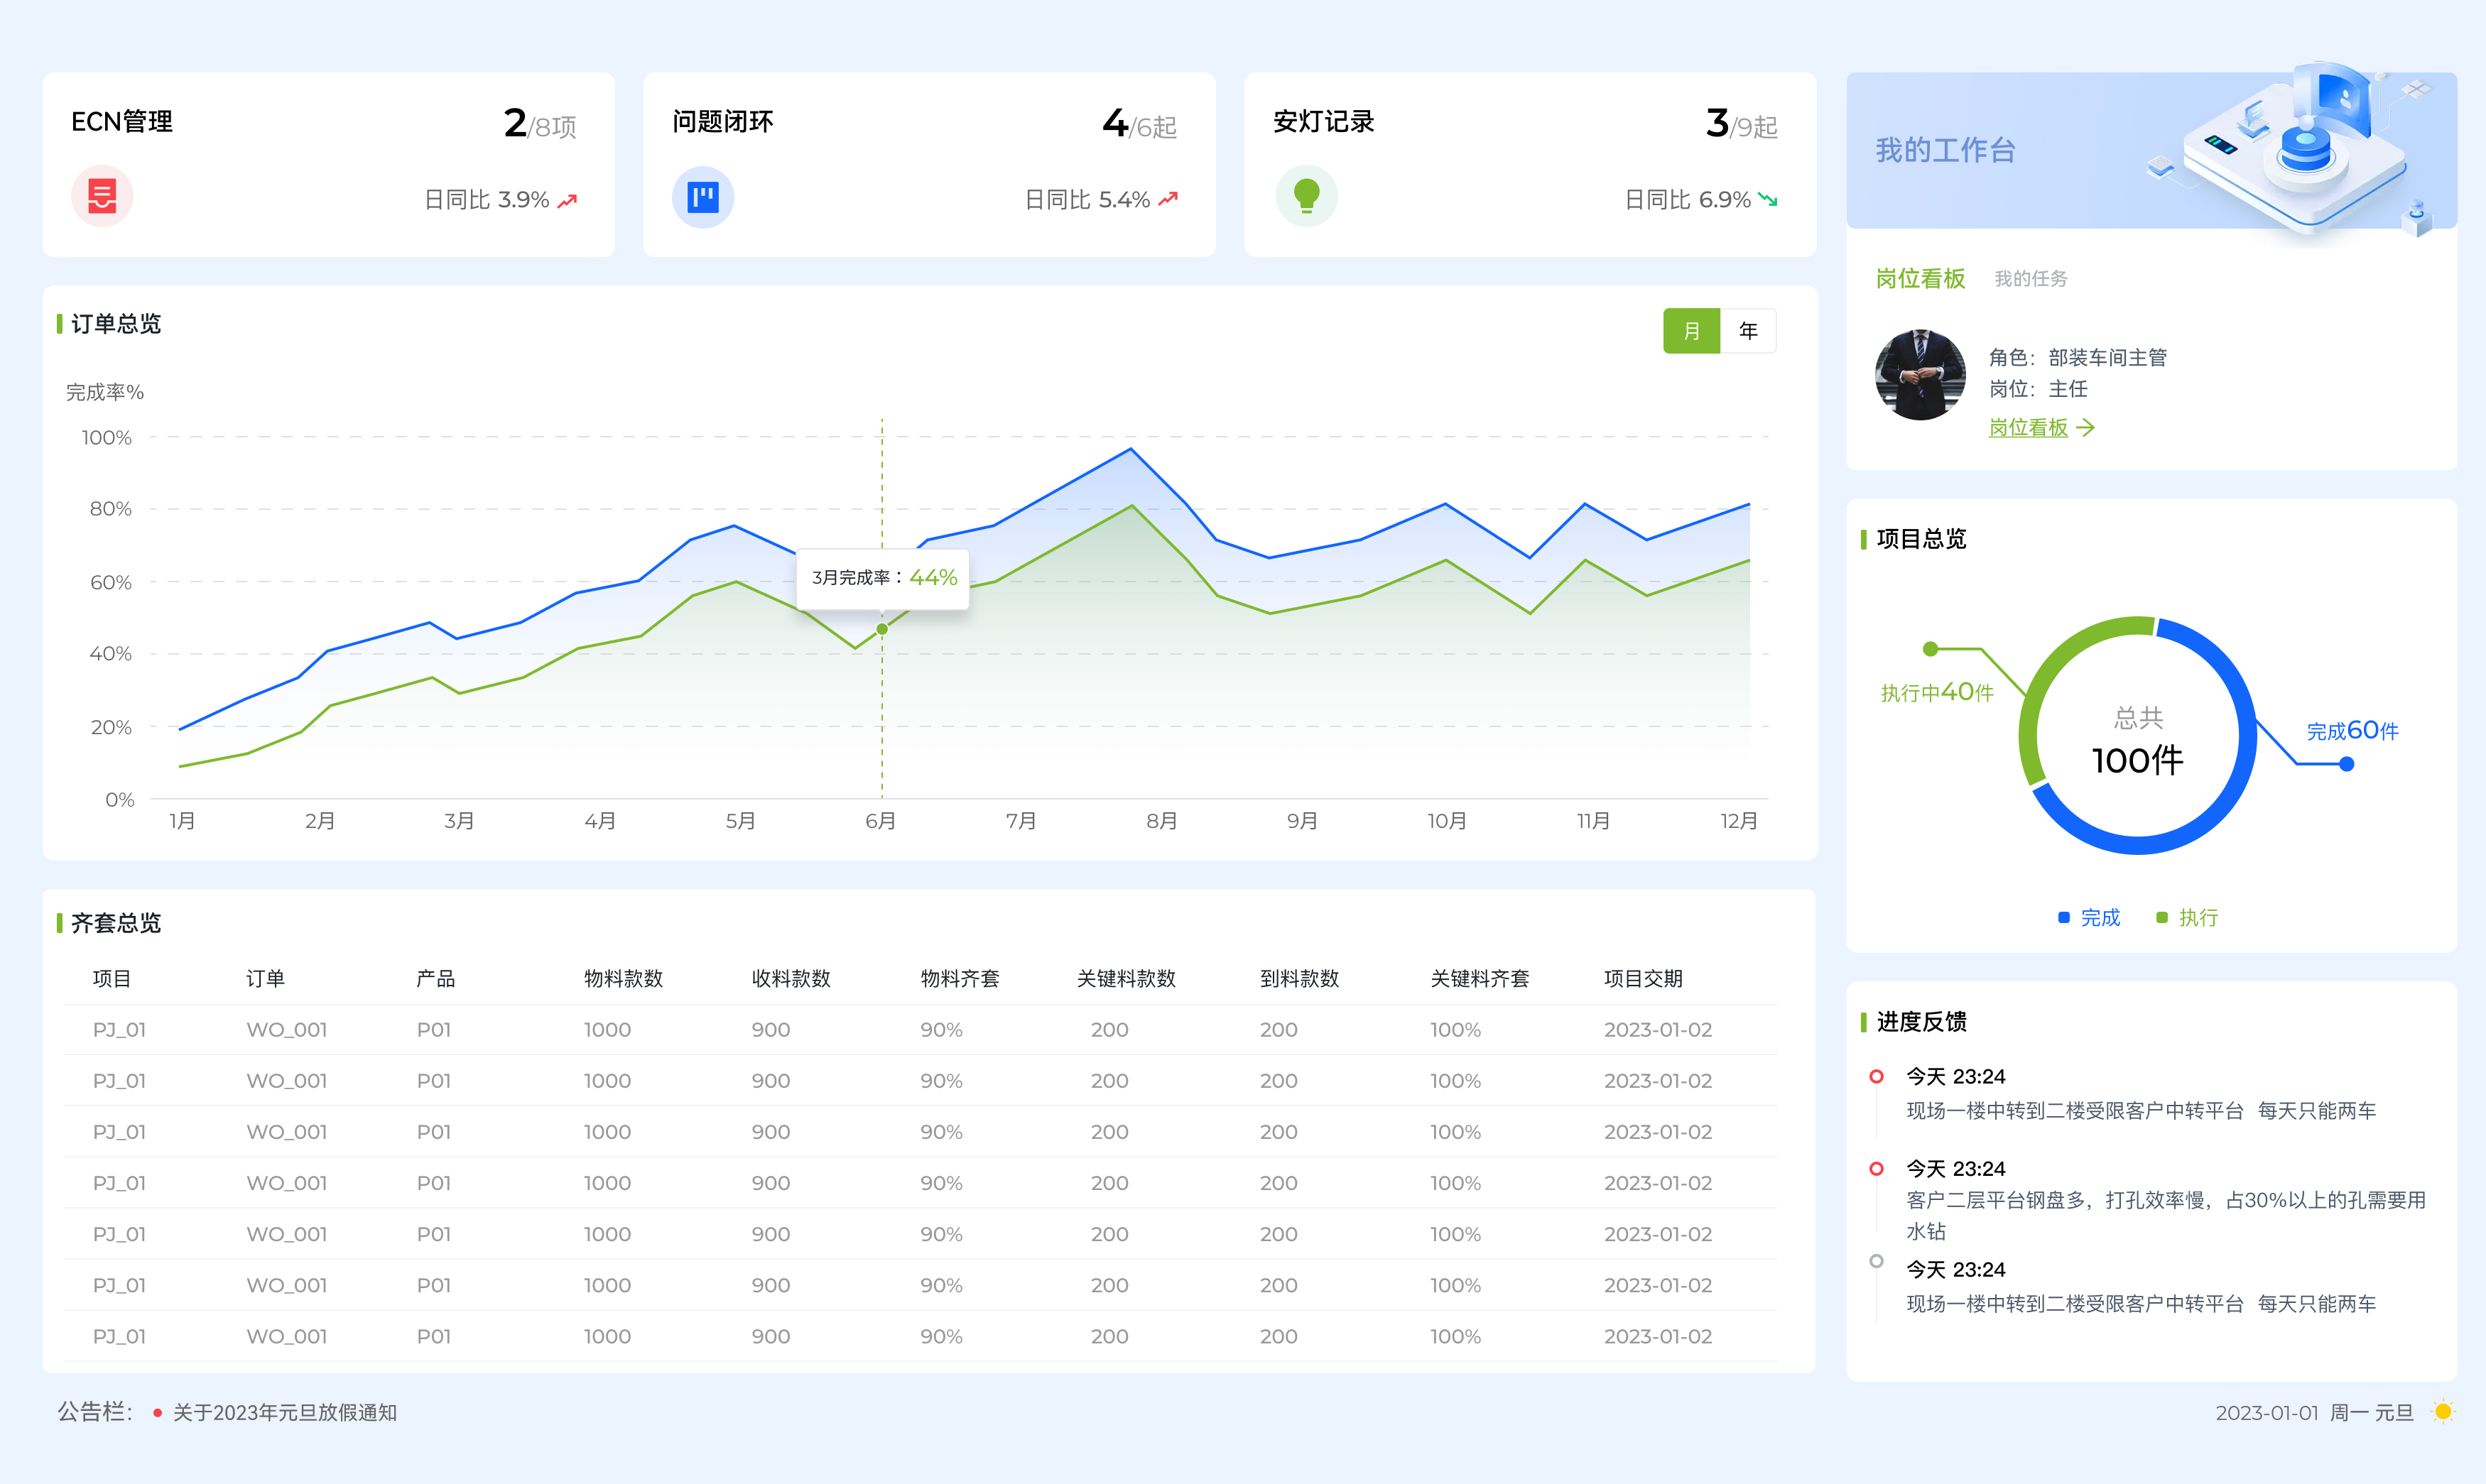 ECN管理 2/8项
日同比 3.9%
问题闭环 4/6起
日同比 5.4%
安灯记录 3/9起
日同比 6.9%
订单总览
月 年
完成率%
100%
80%
60%
40%
20%
0%
3月完成率：44%
1月 2月 3月 4月 5月 6月 7月 8月 9月 10月 11月 12月
齐套总览
项目 订单 产品 物料款数 收料款数 物料齐套 关键料款数 到料款数 关键料齐套 项目交期
PJ_01 WO_001 P01 1000 900 90% 200 200 100% 2023-01-02
PJ_01 WO_001 P01 1000 900 90% 200 200 100% 2023-01-02
PJ_01 WO_001 P01 1000 900 90% 200 200 100% 2023-01-02
PJ_01 WO_001 P01 1000 900 90% 200 200 100% 2023-01-02
PJ_01 WO_001 P01 1000 900 90% 200 200 100% 2023-01-02
PJ_01 WO_001 P01 1000 900 90% 200 200 100% 2023-01-02
PJ_01 WO_001 P01 1000 900 90% 200 200 100% 2023-01-02
公告栏： 关于2023年元旦放假通知
我的工作台
岗位看板 我的任务
角色：部装车间主管
岗位：主任
岗位看板
项目总览
执行中40件
总共
100件
完成60件
完成 执行
进度反馈
今天 23:24
现场一楼中转到二楼受限客户中转平台 每天只能两车
今天 23:24
客户二层平台钢盘多，打孔效率慢，占30%以上的孔需要用
水钻
今天 23:24
现场一楼中转到二楼受限客户中转平台 每天只能两车
2023-01-01 周一 元旦